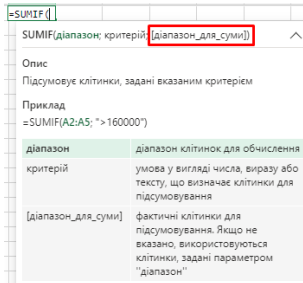 =SUMIF(
SUMIF(діапазон; критерій; [діапазон_для_суми])
Опис
Підсумовує клітинки, задані вказаним критерієм
Приклад
=SUMIF(A2:A5; ">160000")
діапазон діапазон клітинок для обчислення
критерій умова у вигляді числа, виразу або
тексту, що визначає клітинки для
підсумовування
[діапазон_для_суми] фактичні клітинки для
підсумовування. Якщо не
вказано, використовуються
клітинки, задані параметром
"діапазон"